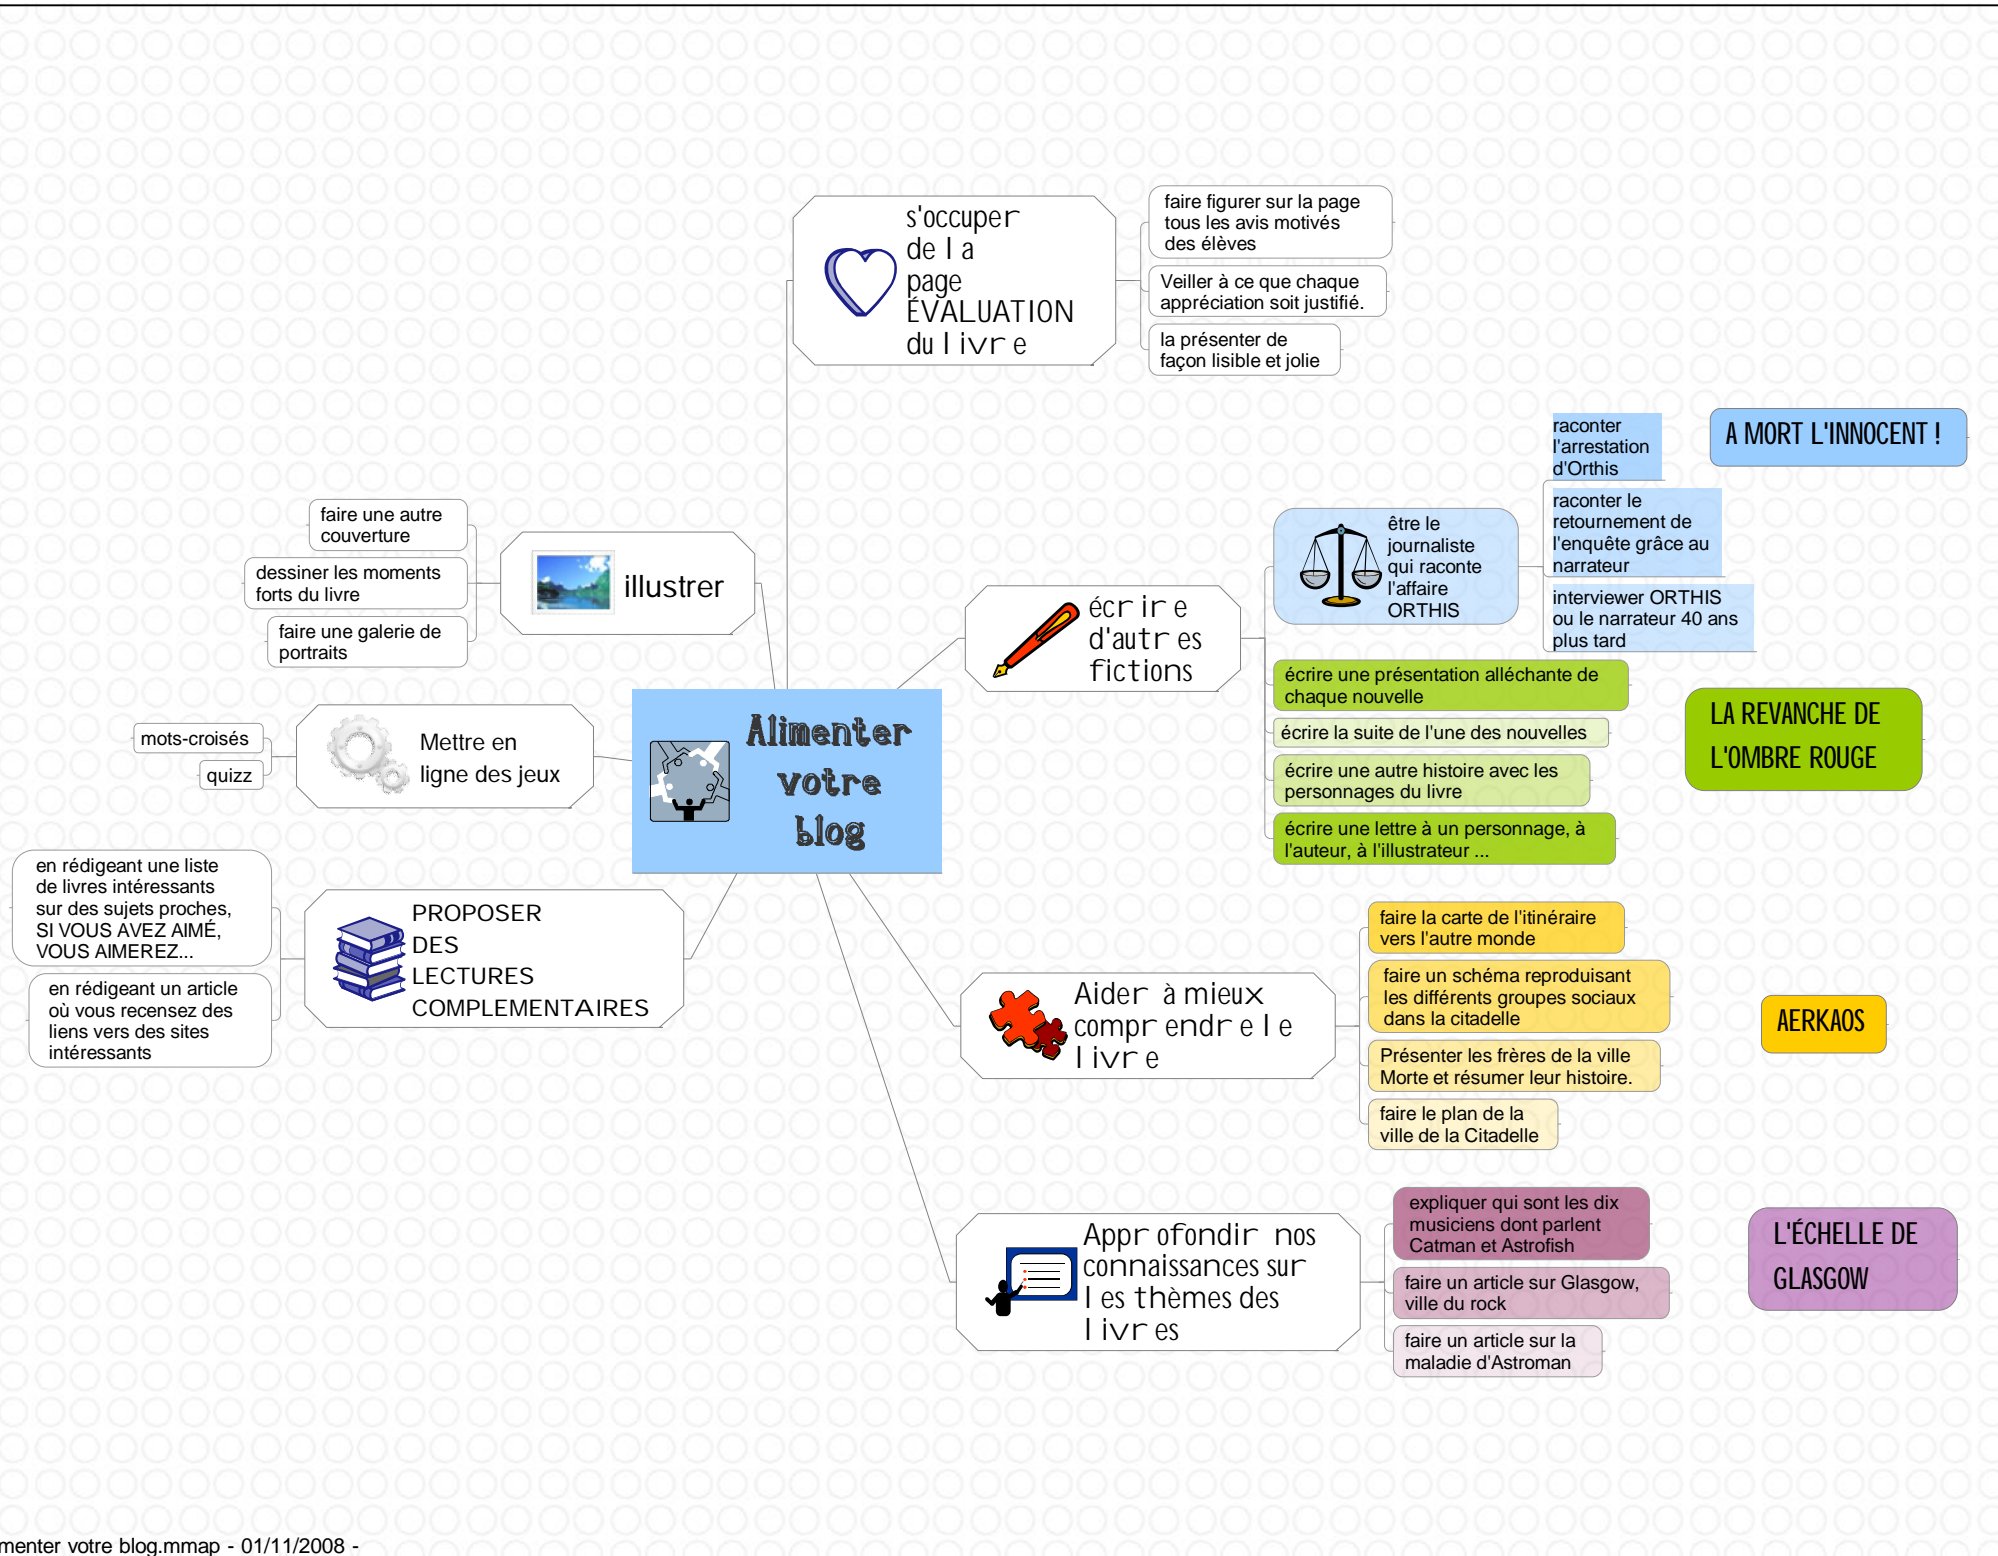 s'occuper
de la
page
ÉVALUATION
du livre
faire figurer sur la page
tous les avis motivés
des élèves
Veiller à ce que chaque
appréciation soit justifié.
la présenter de
façon lisible et jolie
A MORT L'INNOCENT !
raconter
l'arrestation
d'Orthis
raconter le
retournement de
l'enquête grâce au
narrateur
interviewer ORTHIS
ou le narrateur 40 ans
plus tard
être le
journaliste
qui raconte
l'affaire
ORTHIS
écrire
d'autres
fictions
écrire une présentation alléchante de
chaque nouvelle
écrire la suite de l'une des nouvelles
écrire une autre histoire avec les
personnages du livre
écrire une lettre à un personnage, à
l'auteur, à l'illustrateur ...
LA REVANCHE DE
L'OMBRE ROUGE
faire une autre
couverture
dessiner les moments
forts du livre
faire une galerie de
portraits
illustrer
mots-croisés
quizz
Mettre en
ligne des jeux
Alimenter
votre
blog
en rédigeant une liste
de livres intéressants
sur des sujets proches,
SI VOUS AVEZ AIMÉ,
VOUS AIMEREZ...
en rédigeant un article
où vous recensez des
liens vers des sites
intéressants
PROPOSER
DES
LECTURES
COMPLEMENTAIRES
Aider à mieux
comprendre le
livre
faire la carte de l'itinéraire
vers l'autre monde
faire un schéma reproduisant
les différents groupes sociaux
dans la citadelle
Présenter les frères de la ville
Morte et résumer leur histoire.
faire le plan de la
ville de la Citadelle
AERKAOS
Approfondir nos
connaissances sur
les thèmes des
livres
expliquer qui sont les dix
musiciens dont parlent
Catman et Astrofish
faire un article sur Glasgow,
ville du rock
faire un article sur la
maladie d'Astroman
L'ÉCHELLE DE
GLASGOW
menter votre blog.mmap - 01/11/2008 -